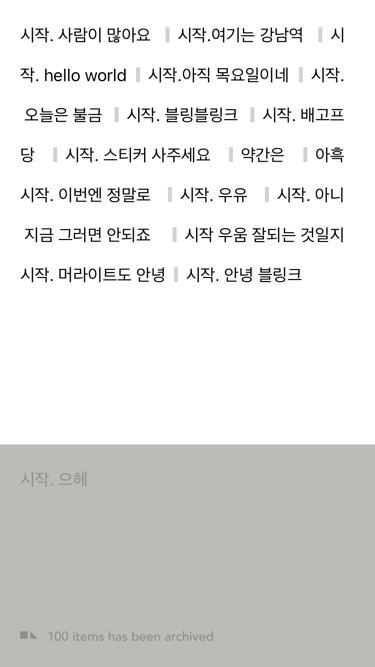 시작. 사람이 많아요 시작.여기는 강남역 시
작. hello world 시작.아직 목요일이네 시작.
오늘은 불금 시작. 블링블링크 시작. 배고프
당 시작. 스티커 사주세요 약간은 아흑
시작. 이번엔 정말로 시작. 우유 시작. 아니
지금 그러면 안되죠 시작 우움 잘되는 것일지
시작. 머라이트도 안녕 시작. 안녕 블링크
시작. 으헤
100 items has been archived